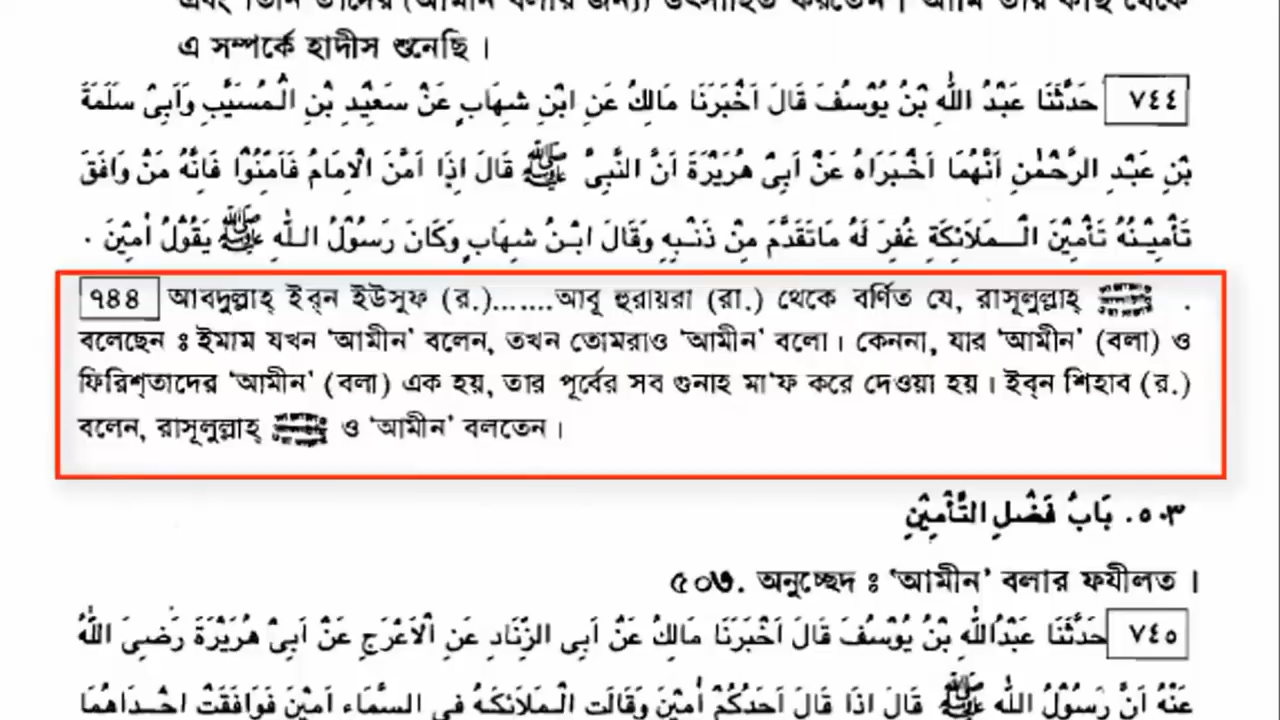 এবং তিনি তাদের (আমীন বলার জন্য) উৎসাহিত করতেন। আমি তাঁর কাছ থেকে
এ সম্পর্কে হাদীস শুনেছি।
٧٤٤ حَدَّثَنَا عَبْدُ اللّٰهِ بْنُ يُوْسُفَ قَالَ اَخْبَرَنَا مَالِكُ عَنِ ابْنِ شِهَابٍ عَنْ سَعِيْدِ بْنِ الْمُسَيَّبِ وَاَبِىْ سَلَمَةَ
بْنِ عَبْدِ الرَّحْمٰنِ اَنَّهُمَا اَخْبَرَاهُ عَنْ اَبِىْ هُرَيْرَةَ اَنَّ النَّبِىَّ ﷺ قَالَ اِذَا اَمَّنَ الْاِمَامُ فَاَمِّنُوْا فَاِنَّهُ مَنْ وَافَقَ
تَأْمِيْنُهُ تَأْمِيْنَ الْمَلَائِكَةِ غُفِرَ لَهُ مَاتَقَدَّمَ مِنْ ذَنْبِهِ وَقَالَ ابْنُ شِهَابٍ وَكَانَ رَسُوْلُ اللّٰهِ ﷺ يَقُوْلُ اٰمِيْنَ .
৭৪৪ আবদুল্লাহ্ ইব্‌ন ইউসুফ (র.).......আবূ হুরায়রা (রা.) থেকে বর্ণিত যে, রাসূলুল্লাহ্ ﷺ .
বলেছেন ঃ ইমাম যখন ‘আমীন’ বলেন, তখন তোমরাও ‘আমীন’ বলো। কেননা, যার ‘আমীন’ (বলা) ও
ফিরিশ্‌তাদের ‘আমীন’ (বলা) এক হয়, তার পূর্বের সব গুনাহ মা’ফ করে দেওয়া হয়। ইব্‌ন শিহাব (র.)
বলেন, রাসূলুল্লাহ্ ﷺ ও ‘আমীন’ বলতেন।
٥٠٣. بَابُ فَضْلِ التَّأْمِيْنِ
৫০৩. অনুচ্ছেদ ঃ ‘আমীন’ বলার ফযীলত।
٧٤٥ حَدَّثَنَا عَبْدُاللّٰهِ بْنُ يُوْسُفَ قَالَ اَخْبَرَنَا مَالِكُ عَنْ اَبِى الزِّنَادِ عَنِ الْاَعْرَجِ عَنْ اَبِىْ هُرَيْرَةَ رَضِىَ اللّٰهُ
عَنْهُ اَنَّ رَسُوْلَ اللّٰهِ ﷺ قَالَ اِذَا قَالَ اَحَدُكُمْ اٰمِيْنَ وَقَالَتِ الْمَلَائِكَةُ فِى السَّمَاءِ اٰمِيْنَ فَوَافَقَتْ اِحْدَاهُمَا